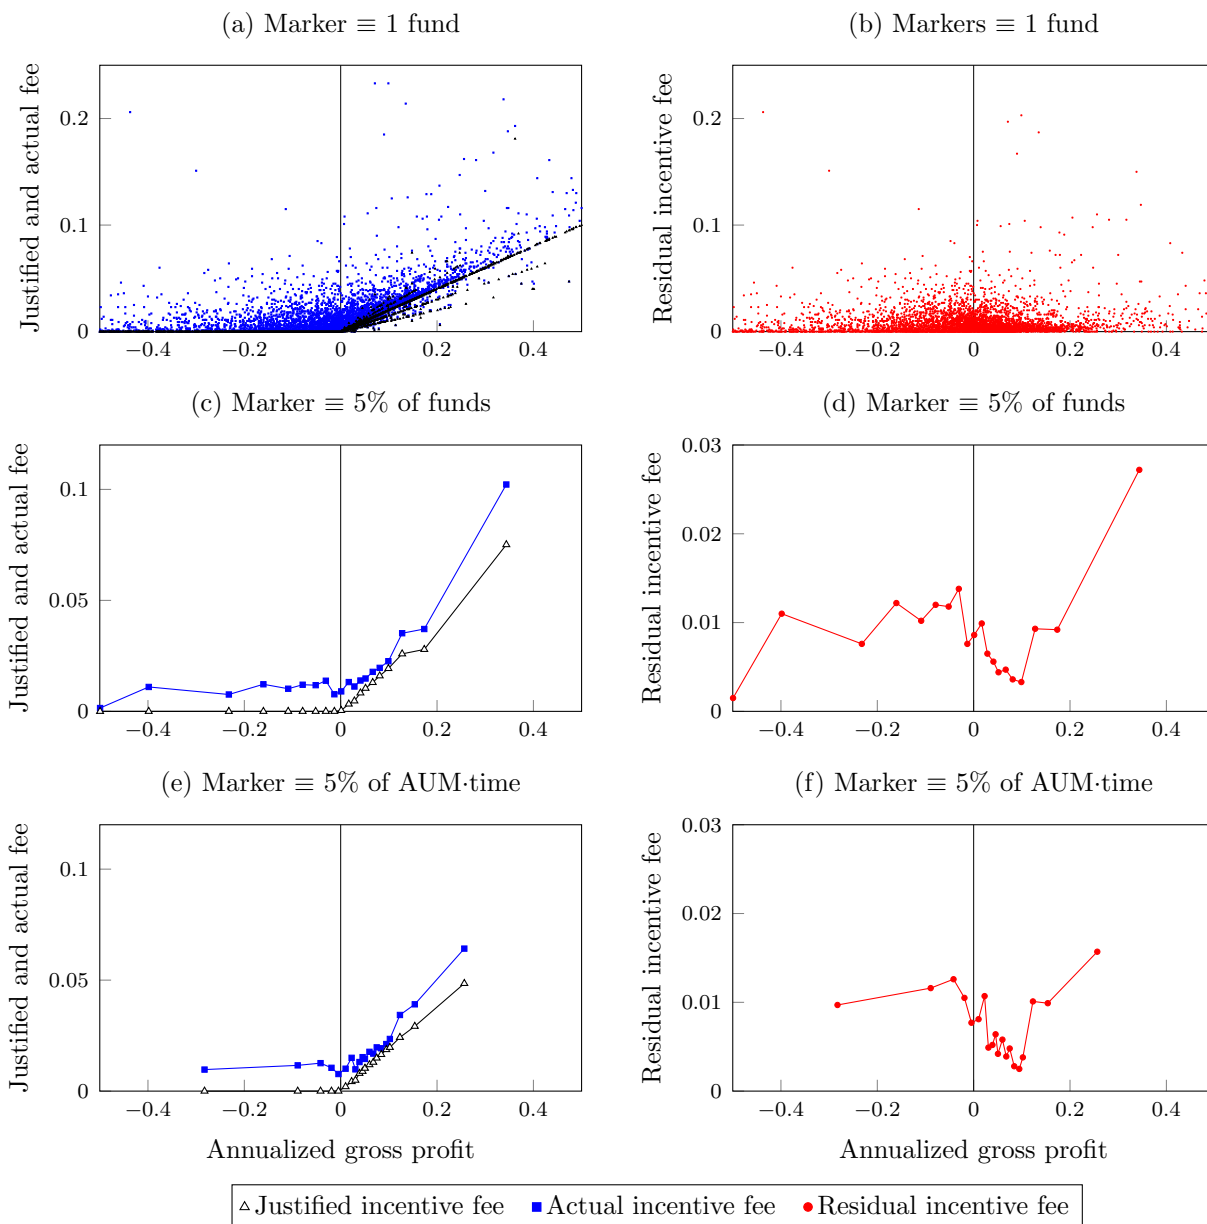 (a) Marker ≡ 1 fund
(b) Markers ≡ 1 fund
Justified and actual fee
0.2
0.1
0
−0.4 −0.2 0 0.2 0.4
Residual incentive fee
0.2
0.1
0
−0.4 −0.2 0 0.2 0.4
(c) Marker ≡ 5% of funds
(d) Marker ≡ 5% of funds
Justified and actual fee
0.1
0.05
0
−0.4 −0.2 0 0.2 0.4
Residual incentive fee
0.03
0.02
0.01
0
−0.4 −0.2 0 0.2 0.4
(e) Marker ≡ 5% of AUM·time
(f) Marker ≡ 5% of AUM·time
Justified and actual fee
0.1
0.05
0
−0.4 −0.2 0 0.2 0.4
Annualized gross profit
Residual incentive fee
0.03
0.02
0.01
0
−0.4 −0.2 0 0.2 0.4
Annualized gross profit
Justified incentive fee Actual incentive fee Residual incentive fee